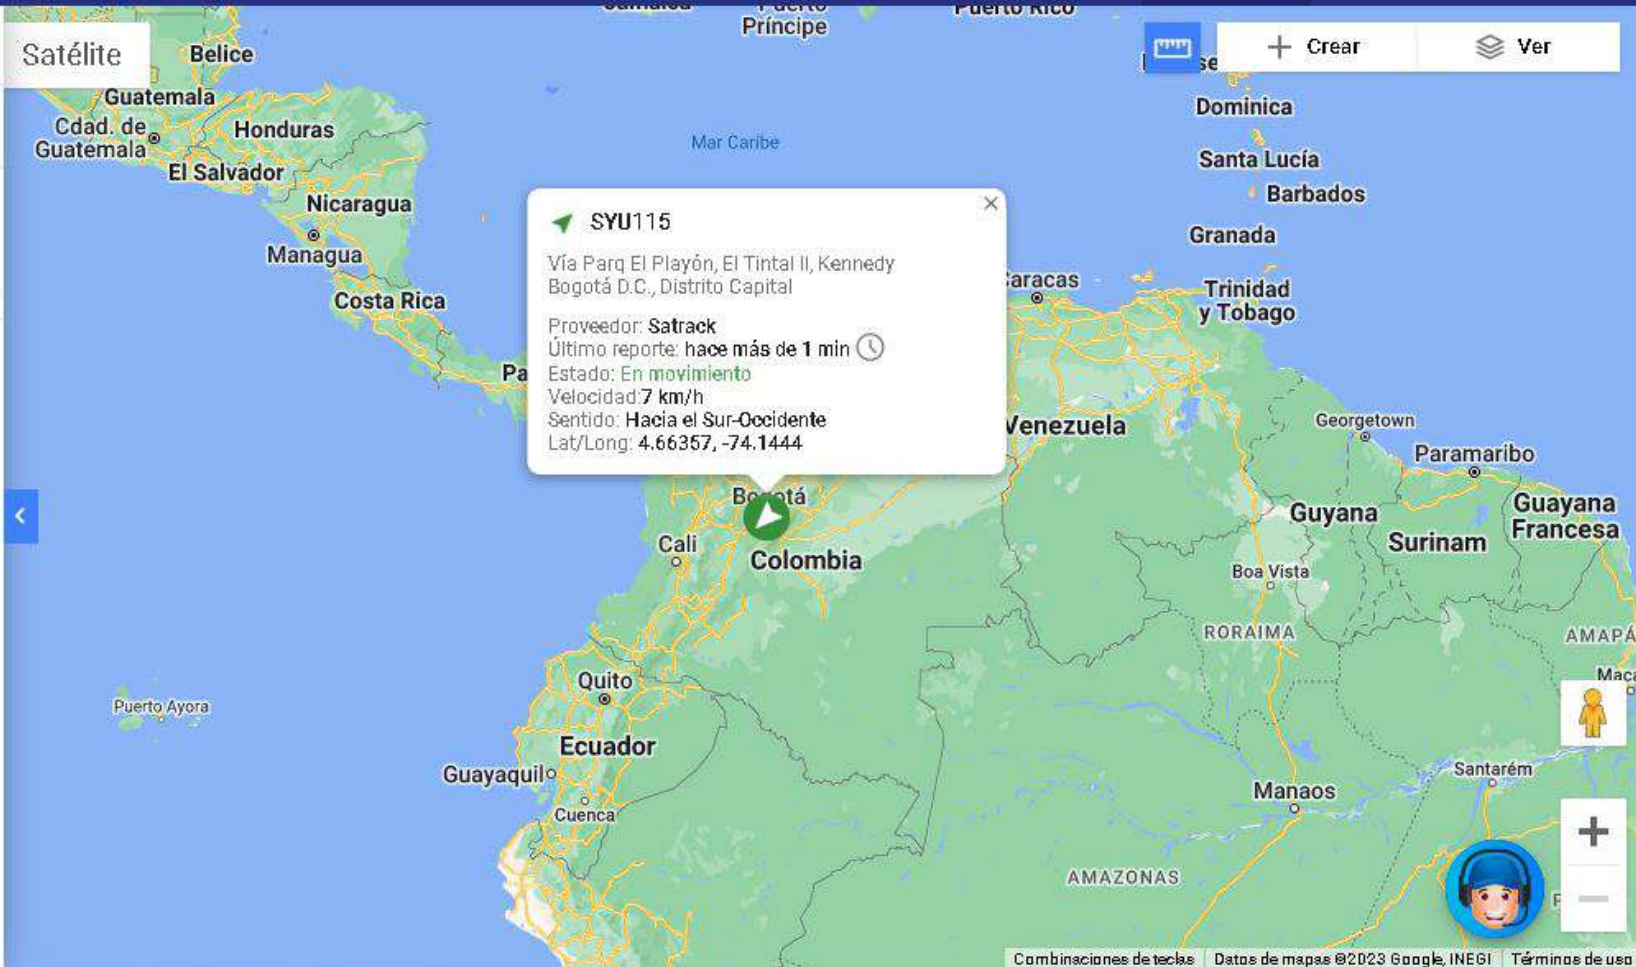 Príncipe
Puerto Rico
Satélite
Belice
Crear
Ver
Guatemala
Dominica
Cdad. de
Guatemala
Honduras
Mar Caribe
Santa Lucía
El Salvador
Barbados
Nicaragua
SYU115
Granada
Managua
Vía Parq El Playón, El Tintal II, Kennedy
Bogotá D.C., Distrito Capital
Costa Rica
aracas
Trinidad
y Tobago
Proveedor: Satrack
Último reporte: hace más de 1 min
Pa
Estado: En movimiento
Velocidad:7 km/h
Sentido: Hacia el Sur-Occidente
Lat/Long: 4.66357, -74.1444
Venezuela
Georgetown
Paramaribo
Bogotá
Guyana
Guayana
Francesa
Surinam
Cali
Colombia
Boa Vista
RORAIMA
AMAPÁ
Quito
Maca
Puerto Ayora
Ecuador
Guayaquil
Santarém
Manaos
Cuenca
AMAZONAS
Combinaciones de teclas
Datos de mapas ©2023 Google, INEGI
Términos de uso